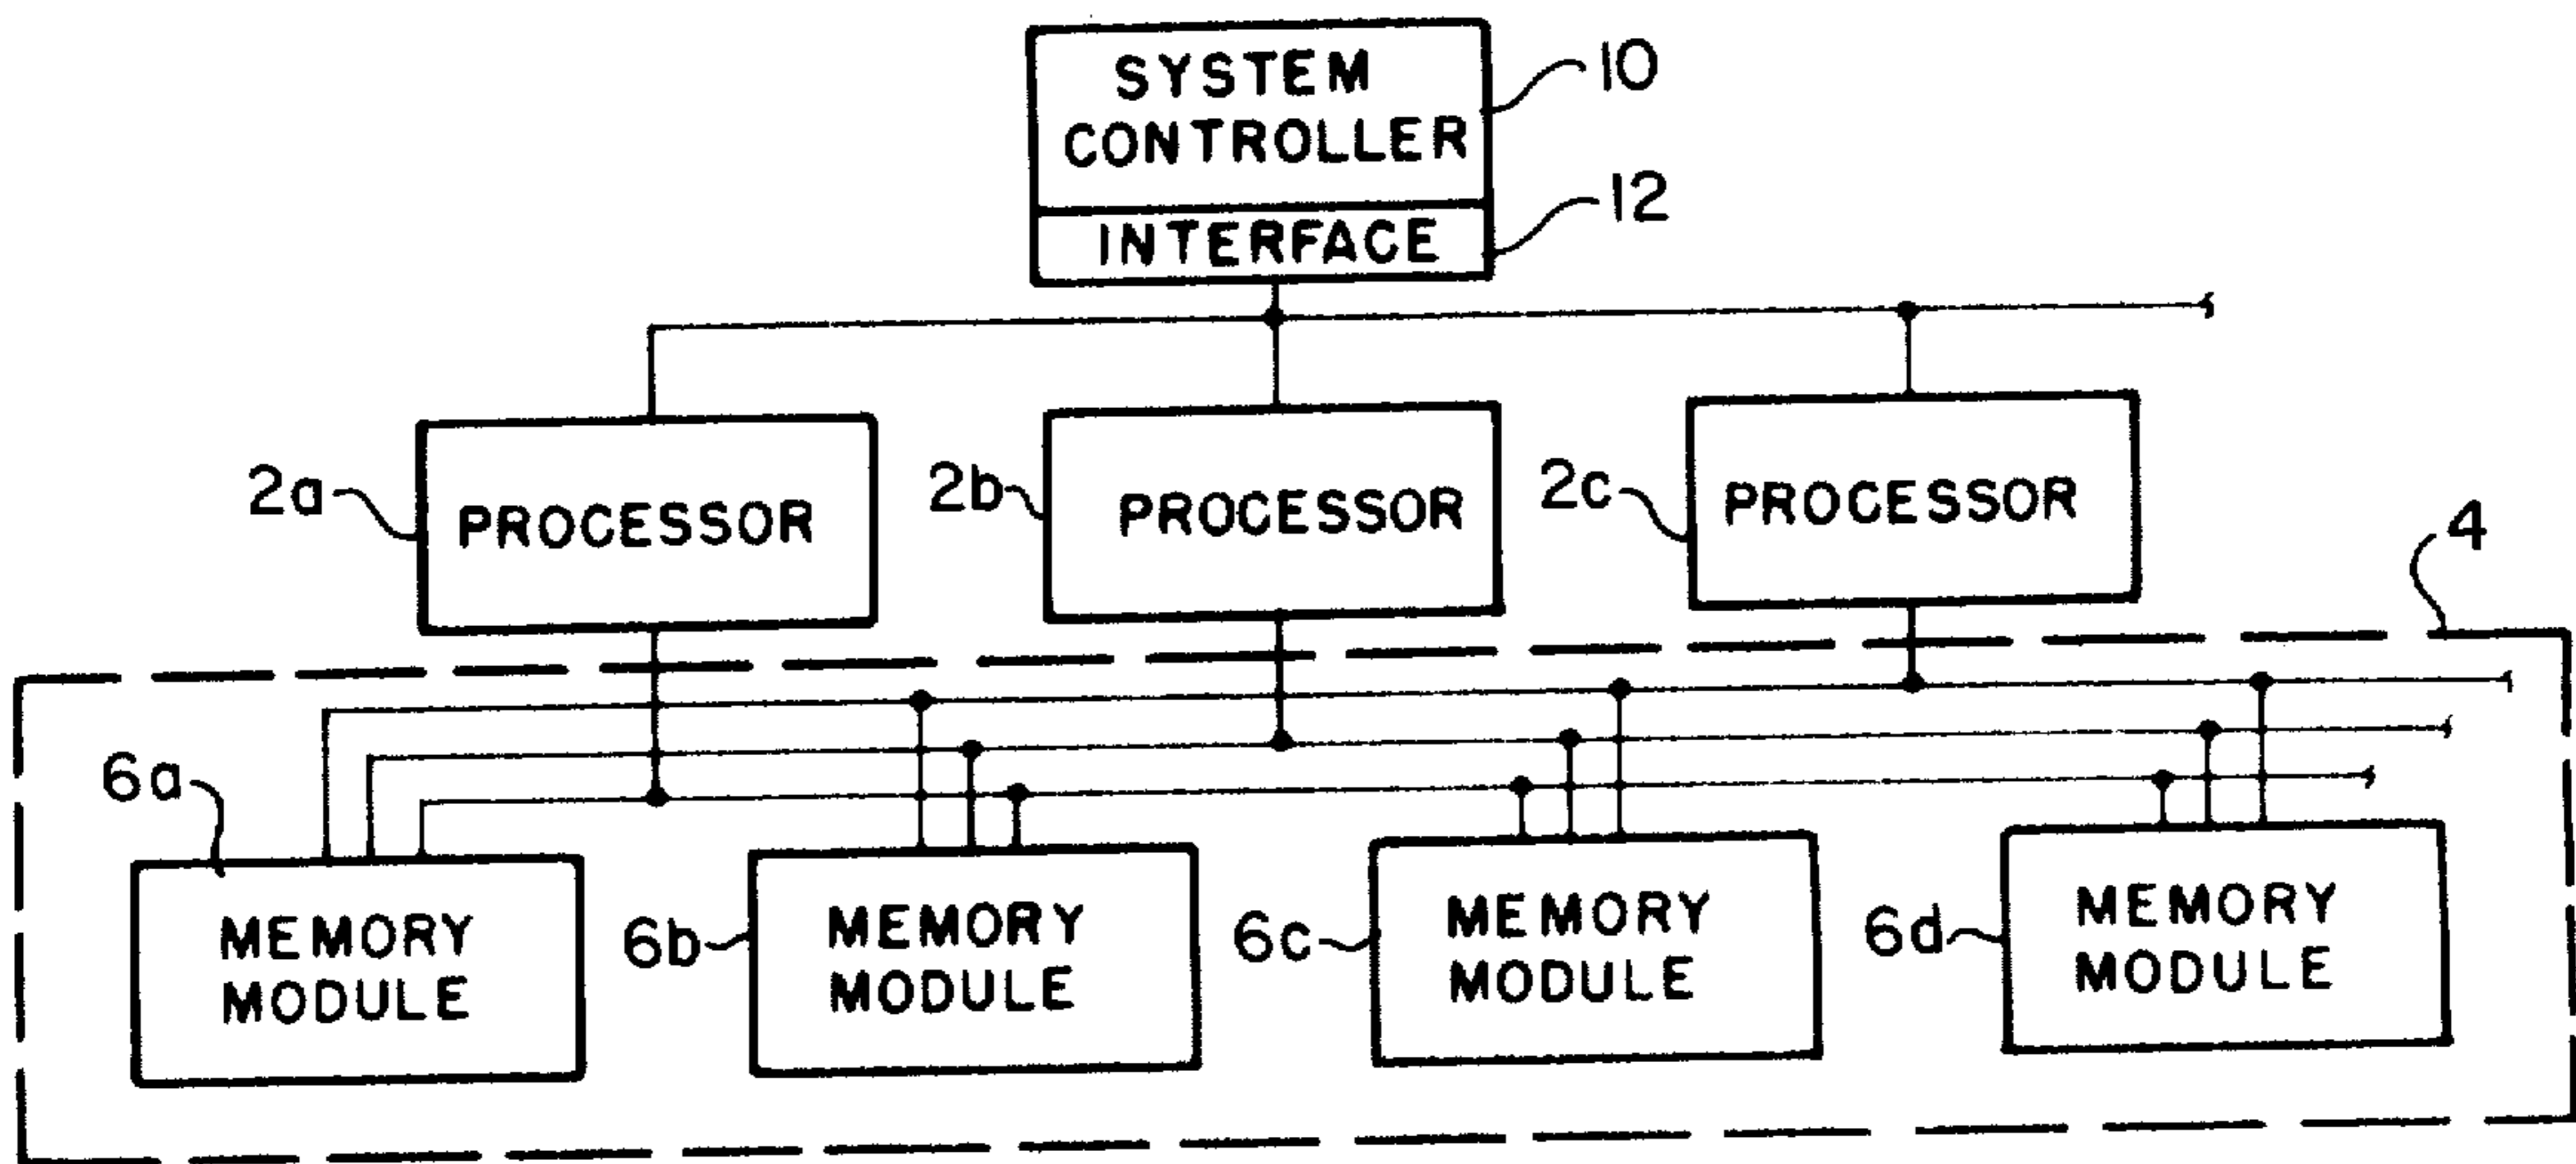 SYSTEM
CONTROLLER
10
INTERFACE
12
2a
PROCESSOR
2b
PROCESSOR
2c
PROCESSOR
4
6a
MEMORY
MODULE
6b
MEMORY
MODULE
6c
MEMORY
MODULE
6d
MEMORY
MODULE